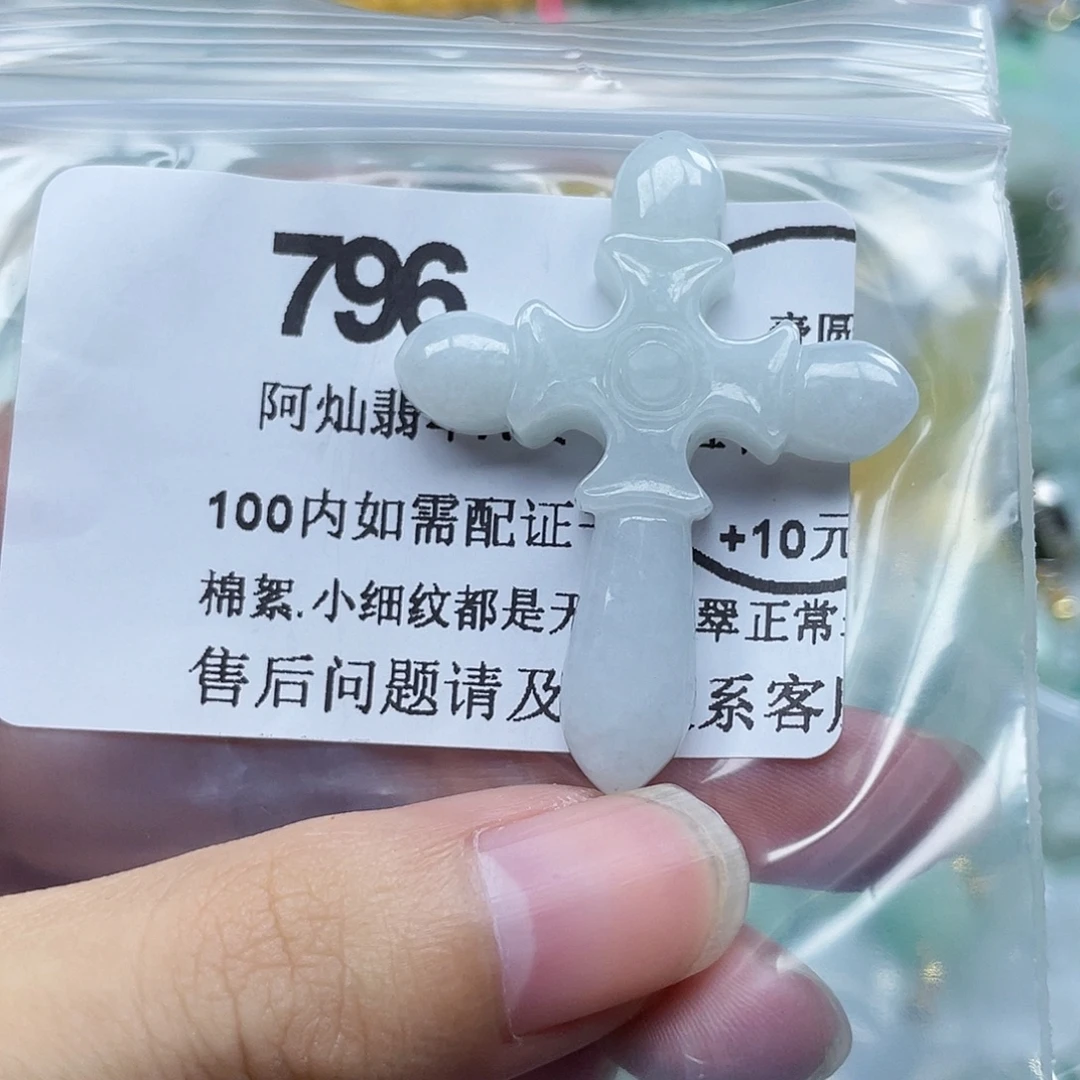 796
圆
阿灿翡
100内如需配证 +10元
棉絮.小细纹都是 翠正常
售后问题请及 系客